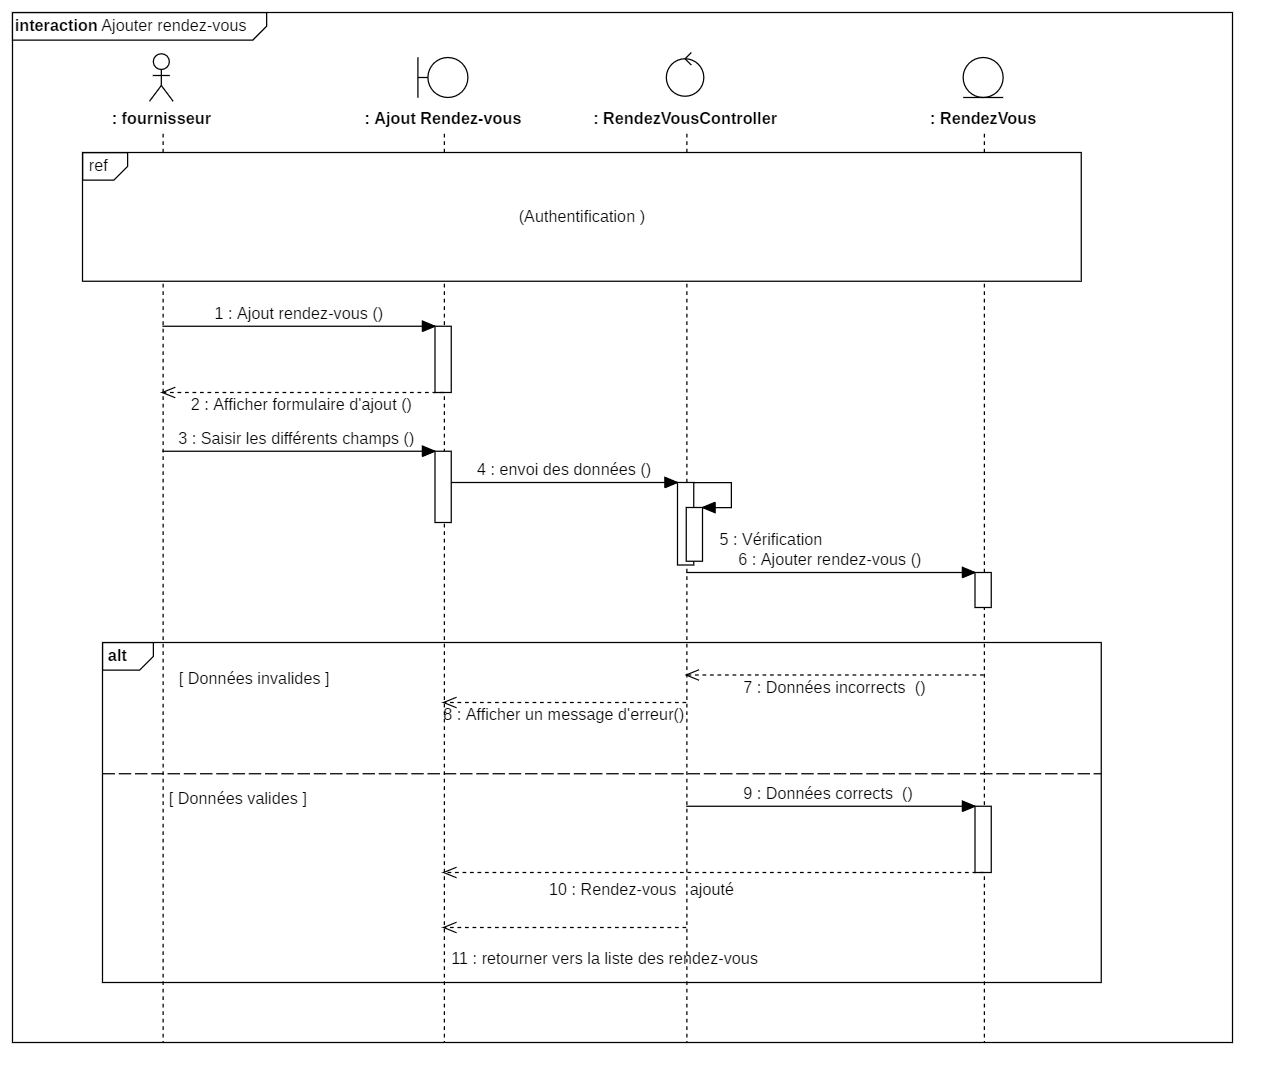 interaction Ajouter rendez-vous
: fournisseur
: Ajout Rendez-vous
: RendezVousController
: RendezVous
ref
(Authentification )
1 : Ajout rendez-vous ()
2 : Afficher formulaire d'ajout ()
3 : Saisir les différents champs ()
4 : envoi des données ()
5 : Vérification
6 : Ajouter rendez-vous ()
alt
[ Données invalides ]
7 : Données incorrects  ()
8 : Afficher un message d'erreur()
[ Données valides ]
9 : Données corrects  ()
10 : Rendez-vous   ajouté
11 : retourner vers la liste des rendez-vous